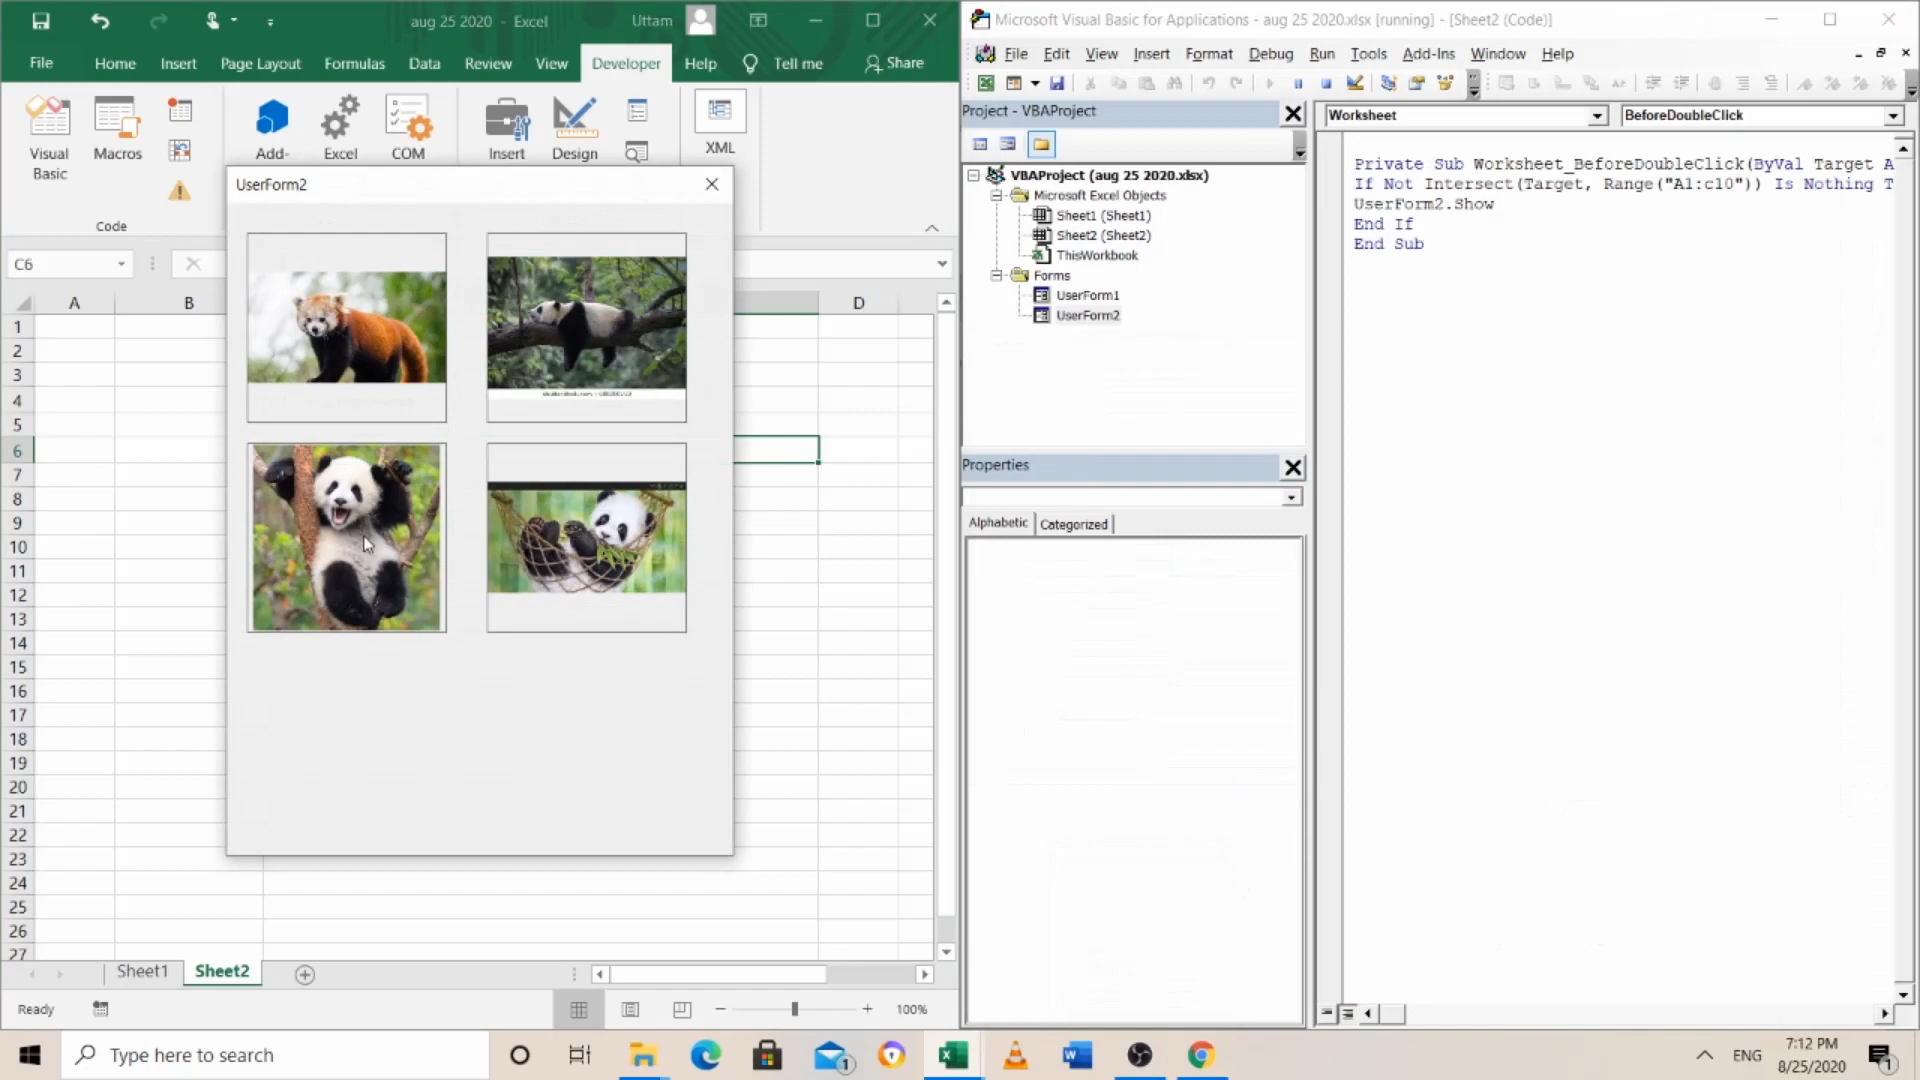 aug 25 2020 - Excel
Uttam
File Home Insert Page Layout Formulas Data Review View Developer Help Tell me Share
Visual Basic
Macros
Add-
Excel
COM
Insert
Design
XML
Code
C6
UserForm2
A B D
1
2
3
4
5
6
7
8
9
10
11
12
13
14
15
16
17
18
19
20
21
22
23
24
25
26
27
Sheet1 Sheet2
Ready
100%
Microsoft Visual Basic for Applications - aug 25 2020.xlsx [running] - [Sheet2 (Code)]
File Edit View Insert Format Debug Run Tools Add-Ins Window Help
Project - VBAProject
VBAProject (aug 25 2020.xlsx)
Microsoft Excel Objects
Sheet1 (Sheet1)
Sheet2 (Sheet2)
ThisWorkbook
Forms
UserForm1
UserForm2
Properties
Alphabetic Categorized
Worksheet
BeforeDoubleClick
Private Sub Worksheet_BeforeDoubleClick(ByVal Target A
If Not Intersect(Target, Range("A1:c10")) Is Nothing T
UserForm2.Show
End If
End Sub
Type here to search
1
ENG
7:12 PM
8/25/2020
1